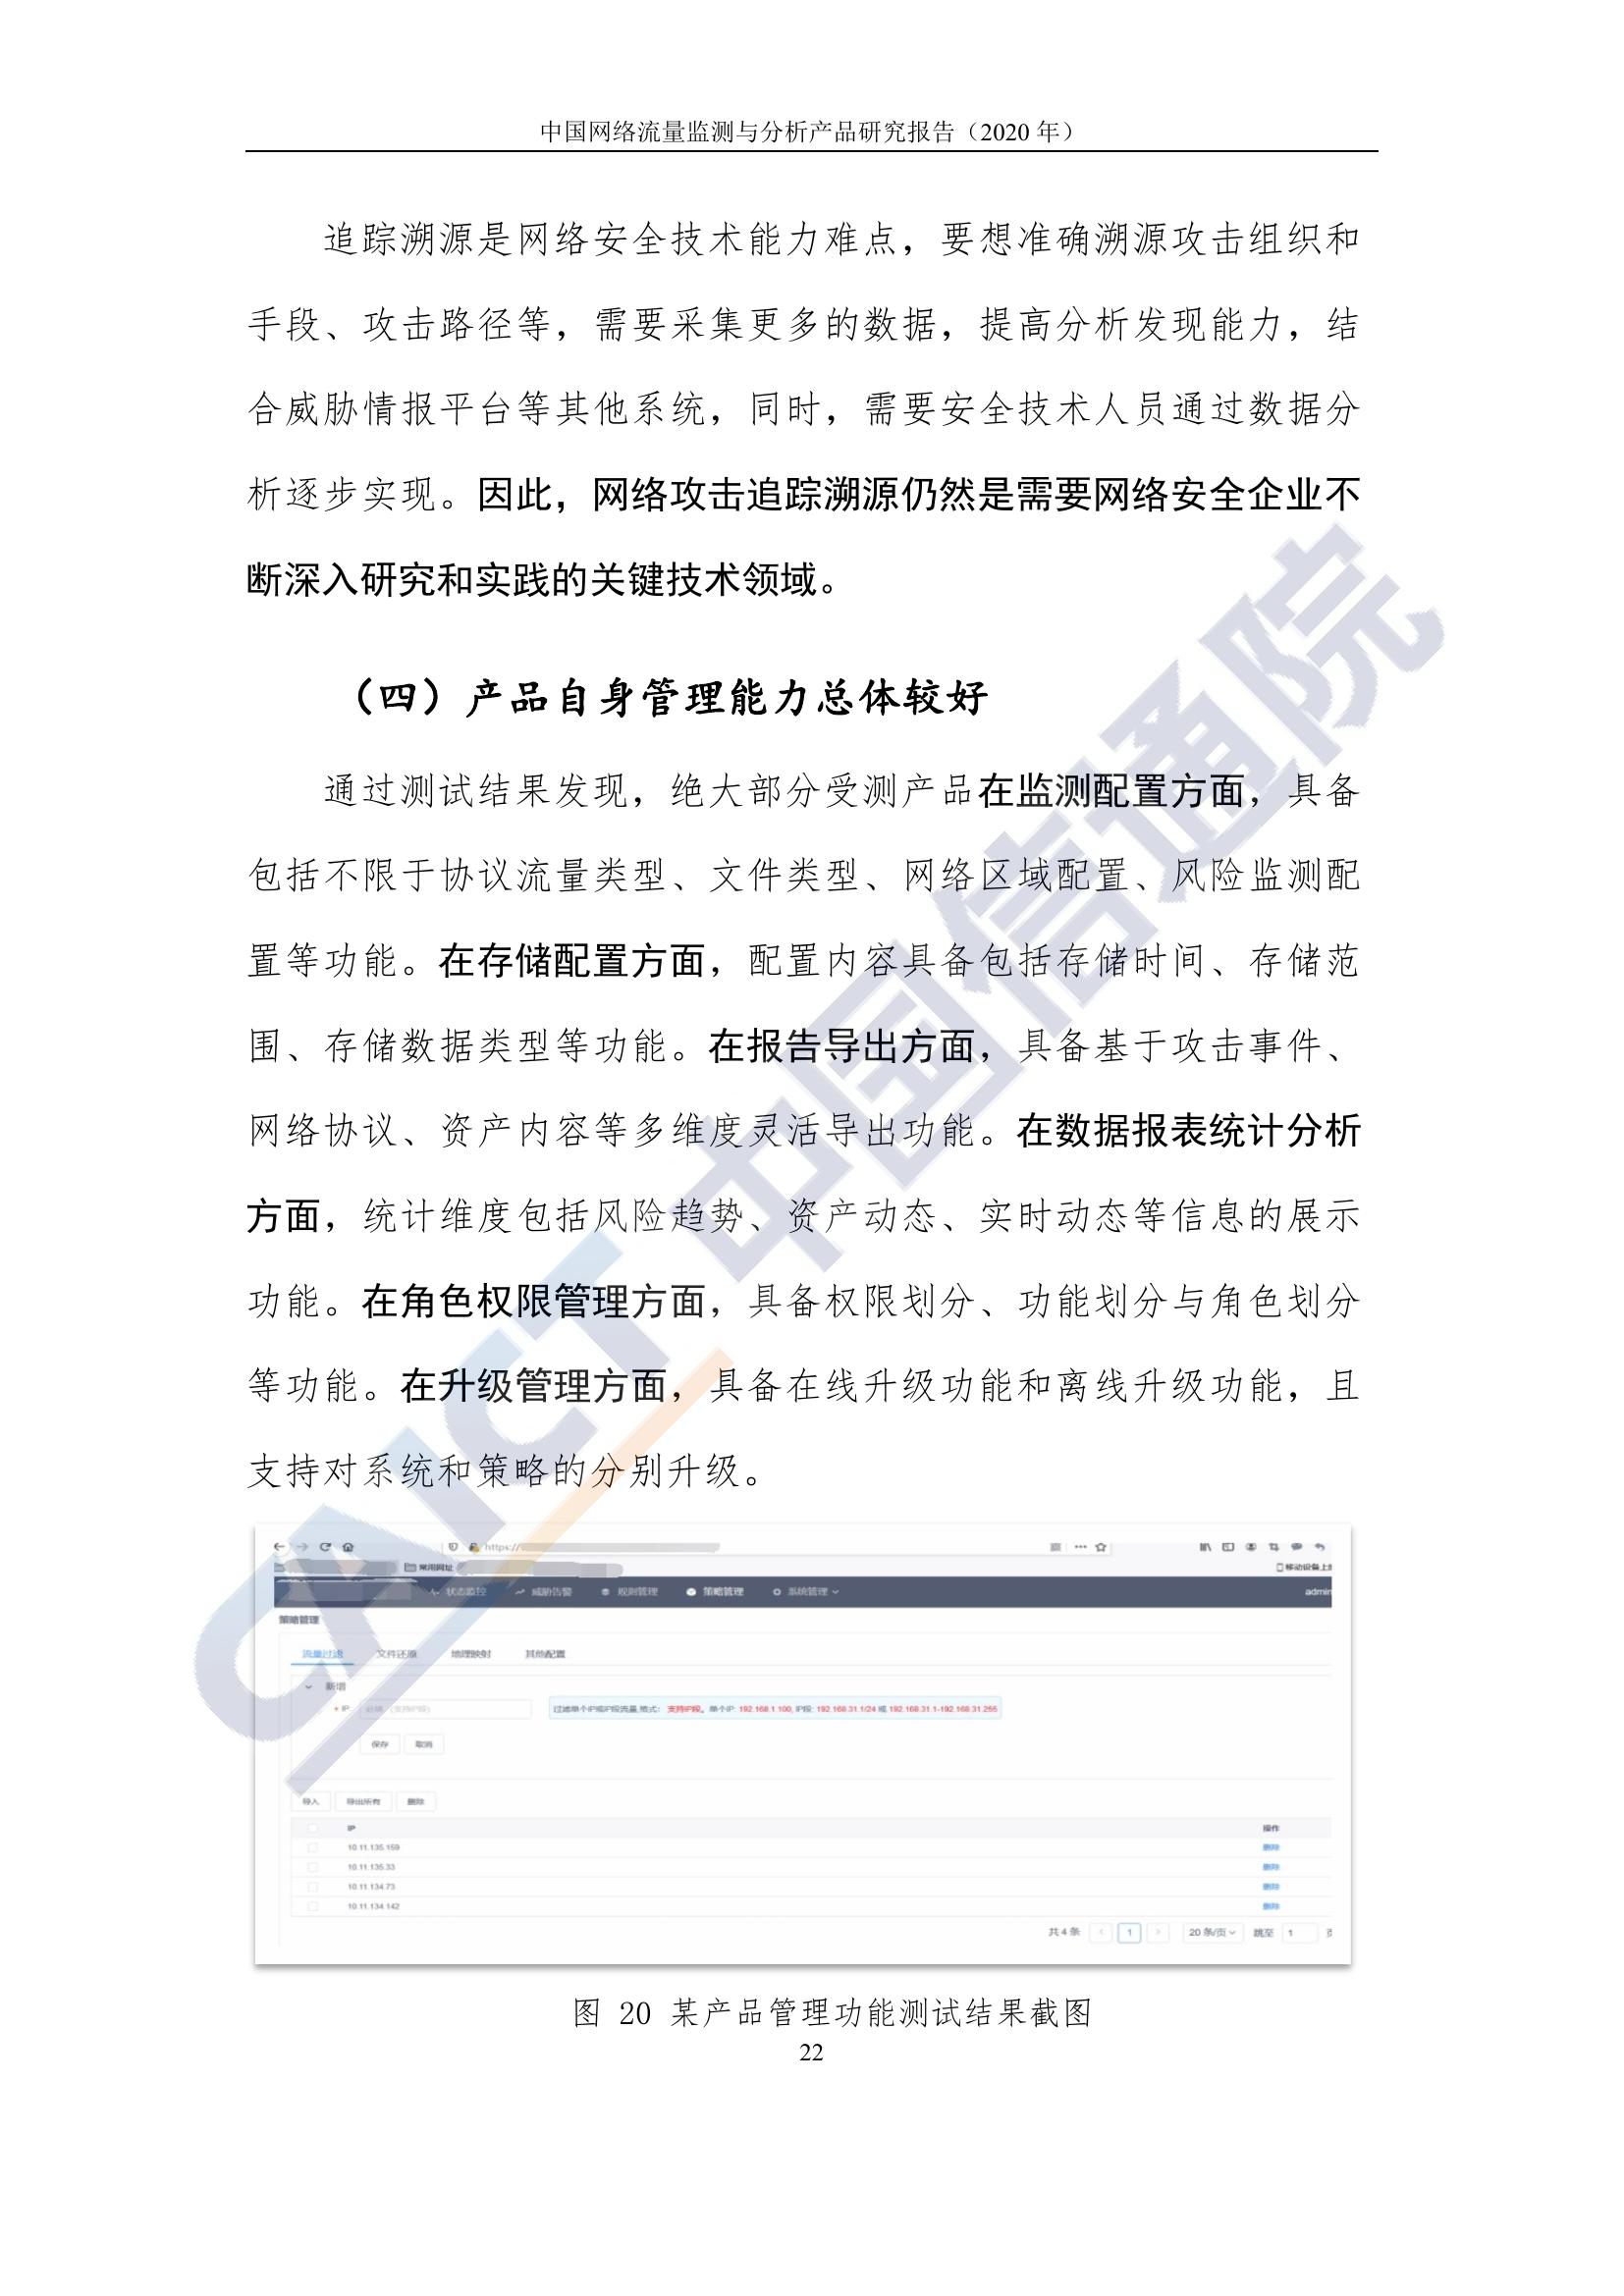 中国网络流量监测与分析产品研究报告（2020 年）
追踪溯源是网络安全技术能力难点，要想准确溯源攻击组织和
手段、攻击路径等，需要采集更多的数据，提高分析发现能力，结
合威胁情报平台等其他系统，同时，需要安全技术人员通过数据分
析逐步实现。因此，网络攻击追踪溯源仍然是需要网络安全企业不
断深入研究和实践的关键技术领域。
（四）产品自身管理能力总体较好
通过测试结果发现，绝大部分受测产品在监测配置方面，具备
包括不限于协议流量类型、文件类型、网络区域配置、风险监测配
置等功能。在存储配置方面，配置内容具备包括存储时间、存储范
围、存储数据类型等功能。在报告导出方面，具备基于攻击事件、
网络协议、资产内容等多维度灵活导出功能。在数据报表统计分析
方面，统计维度包括风险趋势、资产动态、实时动态等信息的展示
功能。在角色权限管理方面，具备权限划分、功能划分与角色划分
等功能。在升级管理方面，具备在线升级功能和离线升级功能，且
支持对系统和策略的分别升级。
CAICT 中国信通院
https://
常用网址 移动设备上
状态监控 威胁告警 规则管理 策略管理 系统管理 admin
策略管理
流量过滤 文件还原 地理映射 其他配置
新增
* IP: 必填 (支持IP段) 过滤单个IP或IP段流量,格式: 支持IP段, 单个IP: 192.168.1.100, IP段: 192.168.31.1/24 或 192.168.31.1-192.168.31.255
保存 取消
导入 导出所有 删除
IP 操作
10.11.135.159 删除
10.11.135.33 删除
10.11.134.73 删除
10.11.134.142 删除
共 4 条 < 1 > 20 条/页 跳至 1
图 20 某产品管理功能测试结果截图
22